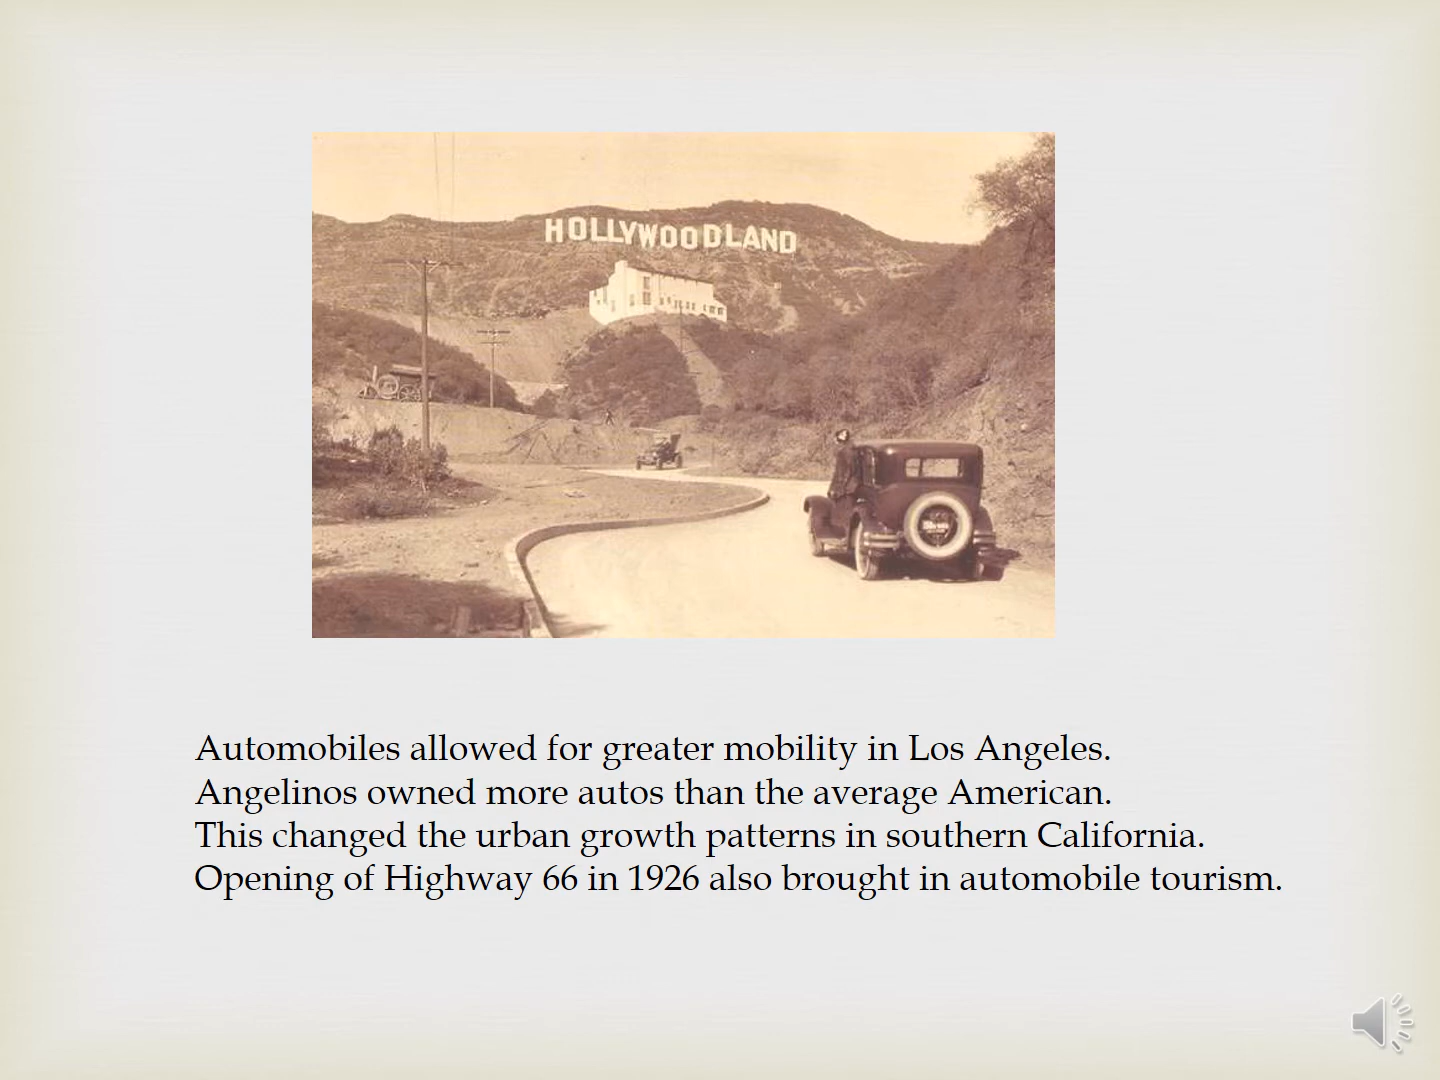 HOLLYWOODLAND
Automobiles allowed for greater mobility in Los Angeles.
Angelinos owned more autos than the average American.
This changed the urban growth patterns in southern California.
Opening of Highway 66 in 1926 also brought in automobile tourism.